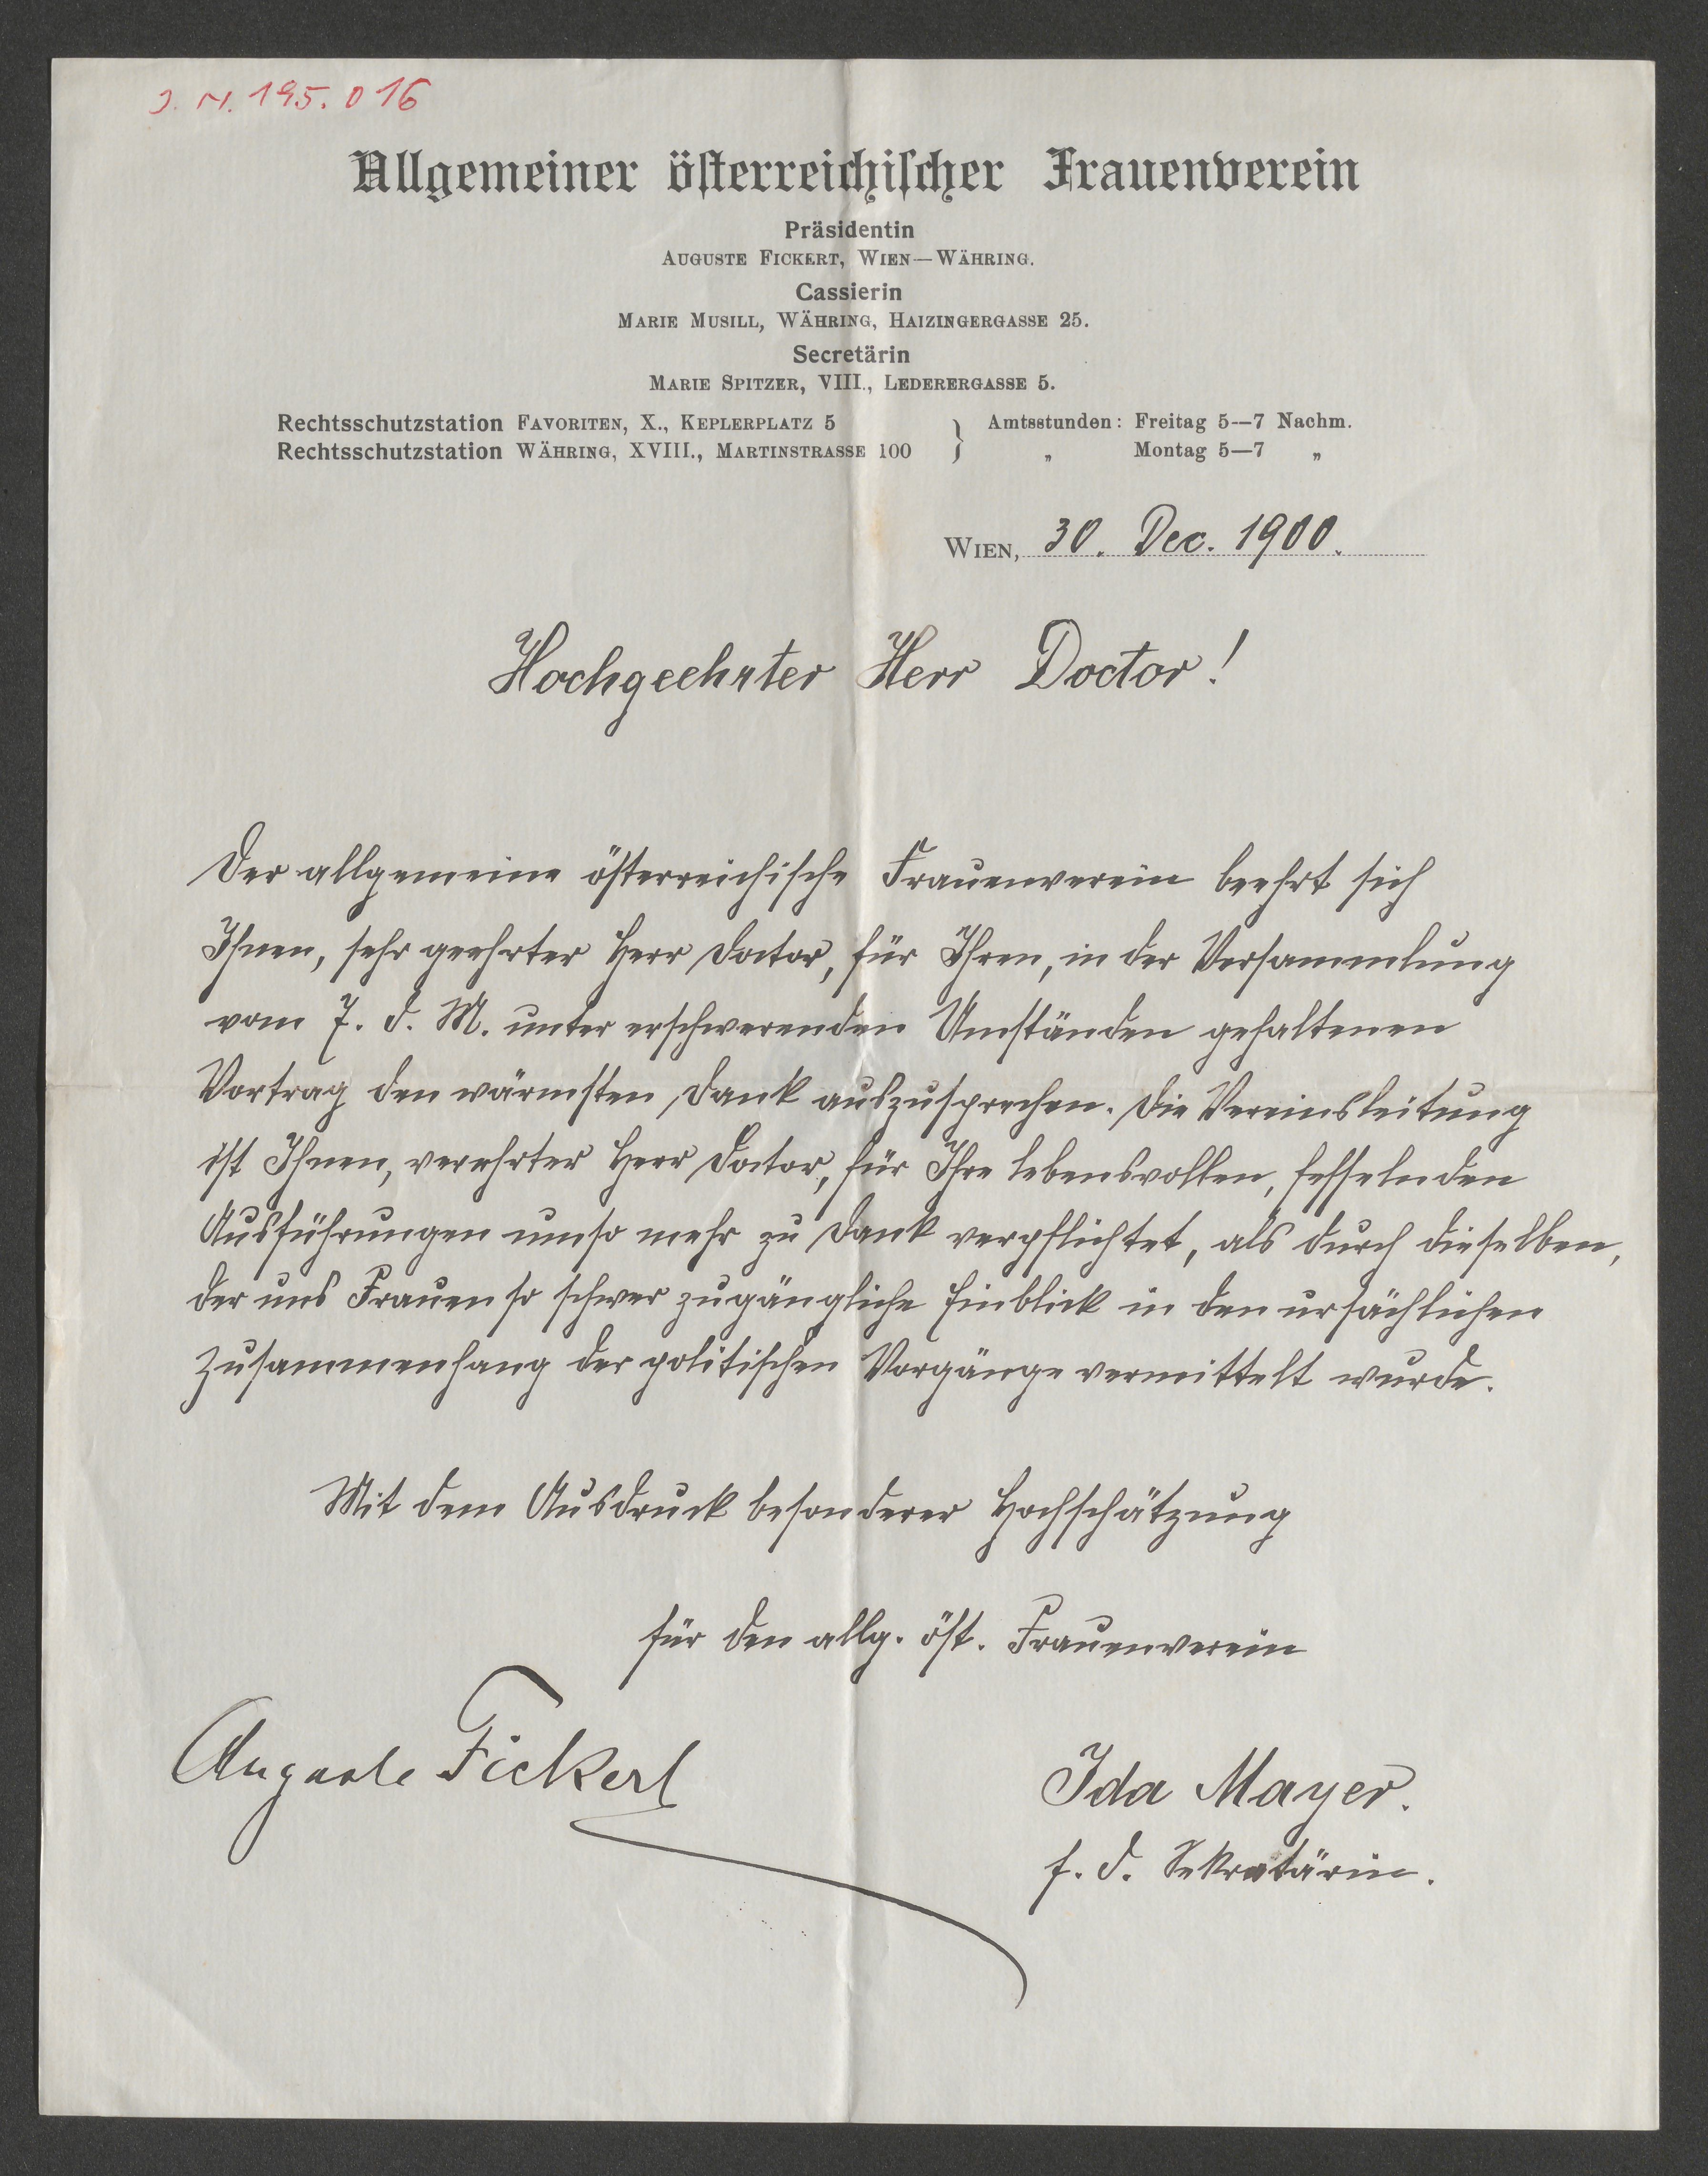 J. N. 195.016
Allgemeiner österreichischer Frauenverein
Präsidentin
Auguste Fickert, Wien—Währing.
Cassierin
Marie Musill, Währing, Haizingergasse 25.
Secretärin
Marie Spitzer, VIII., Lederergasse 5.
Rechtsschutzstation Favoriten, X., Keplerplatz 5 } Amtsstunden: Freitag 5—7 Nachm.
Rechtsschutzstation Währing, XVIII., Martinstrasse 100 } „ Montag 5—7 „
Wien, 30. Dec. 1900.
Hochgeehrter Herr Doctor!
Der allgemeine österreichische Frauenverein beehrt sich
Ihnen, sehr geehrter Herr Doctor, für Ihren, in der Versammlung
vom 7. d. M. unter erschwerenden Umständen gehaltenen
Vortrag den wärmsten Dank auszusprechen. Die Vereinsleitung
ist Ihnen, verehrter Herr Doctor, für Ihre lebensvollen, fesselnden
Ausführungen umso mehr zu Dank verpflichtet, als durch dieselben,
der uns Frauen so schwer zugängliche Einblick in den ursächlichen
Zusammenhang der politischen Vorgänge vermittelt wurde.
Mit dem Ausdruck besonderer Hochschätzung
für den allg. öst. Frauenverein
Auguste Fickert
Ida Mayer.
f. d. Sekretärin.